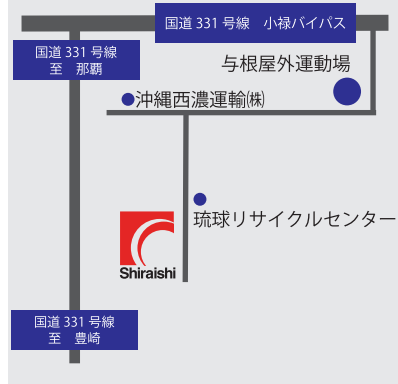 国道 331 号線　小禄バイパス
国道 331 号線
至　那覇
与根屋外運動場
沖縄西濃運輸㈱
琉球リサイクルセンター
Shiraishi
国道 331 号線
至　豊崎